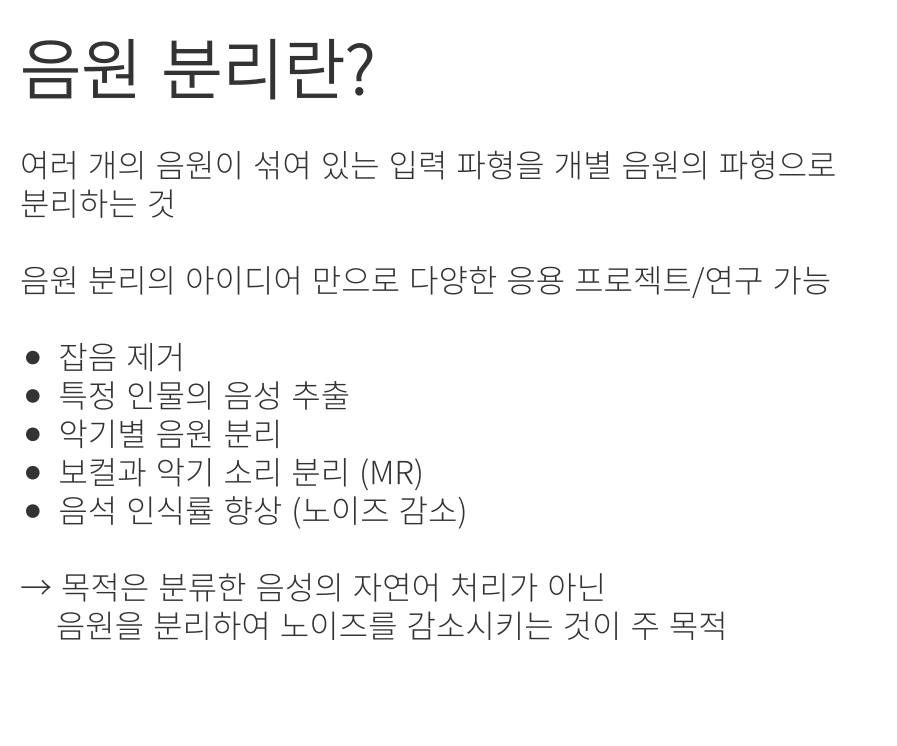 음원 분리란?
여러 개의 음원이 섞여 있는 입력 파형을 개별 음원의 파형으로
분리하는 것
음원 분리의 아이디어 만으로 다양한 응용 프로젝트/연구 가능
● 잡음 제거
● 특정 인물의 음성 추출
● 악기별 음원 분리
● 보컬과 악기 소리 분리 (MR)
● 음석 인식률 향상 (노이즈 감소)
→ 목적은 분류한 음성의 자연어 처리가 아닌
음원을 분리하여 노이즈를 감소시키는 것이 주 목적